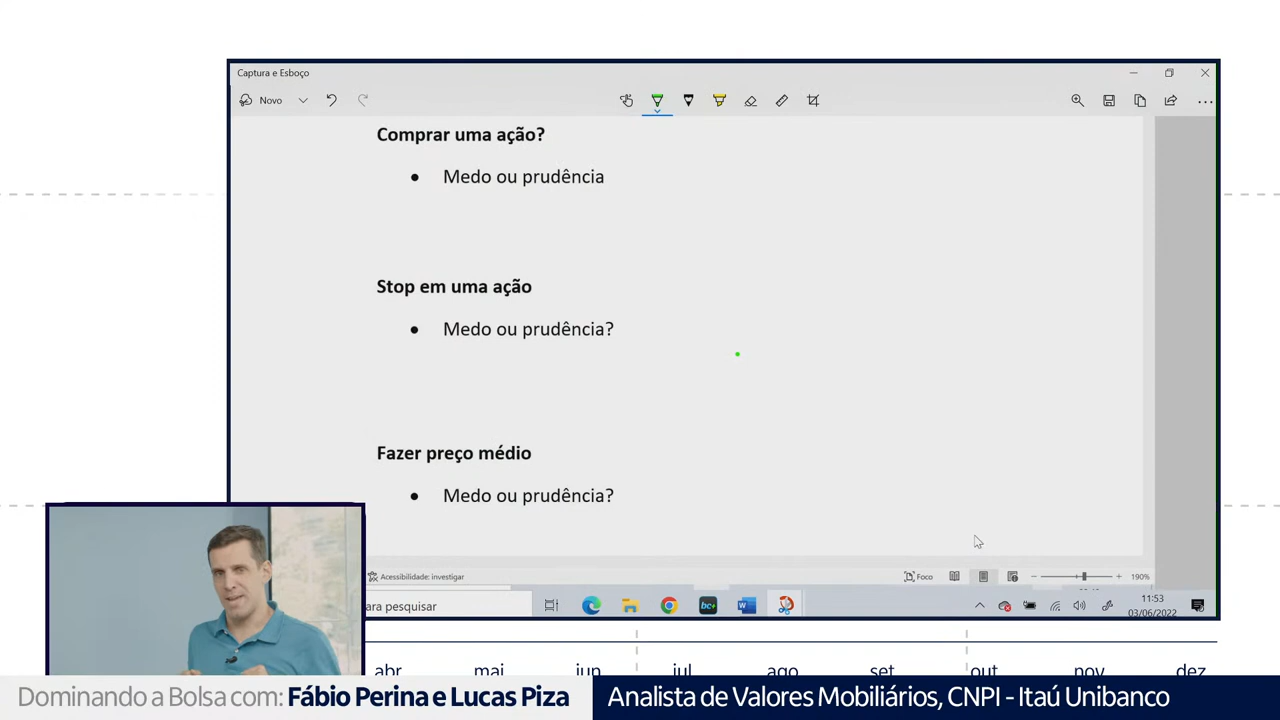 Captura e Esboço
Novo
Comprar uma ação?
• Medo ou prudência
Stop em uma ação
• Medo ou prudência?
Fazer preço médio
• Medo ou prudência?
Acessibilidade: investigar
Foco
190%
ara pesquisar
bc+
11:53
03/06/2022
abr mai jun jul ago set out nov dez
Dominando a Bolsa com: Fábio Perina e Lucas Piza
Analista de Valores Mobiliários, CNPI - Itaú Unibanco